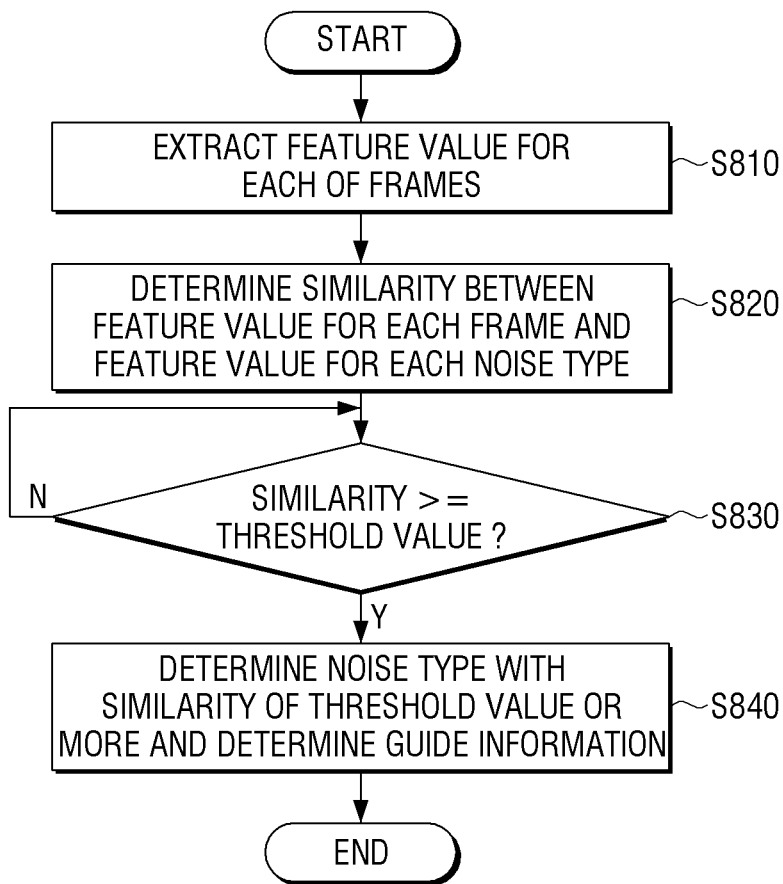 START
EXTRACT FEATURE VALUE FOR
EACH OF FRAMES
S810
DETERMINE SIMILARITY BETWEEN
FEATURE VALUE FOR EACH FRAME AND
FEATURE VALUE FOR EACH NOISE TYPE
S820
N
SIMILARITY > =
THRESHOLD VALUE ?
S830
Y
DETERMINE NOISE TYPE WITH
SIMILARITY OF THRESHOLD VALUE OR
MORE AND DETERMINE GUIDE INFORMATION
S840
END